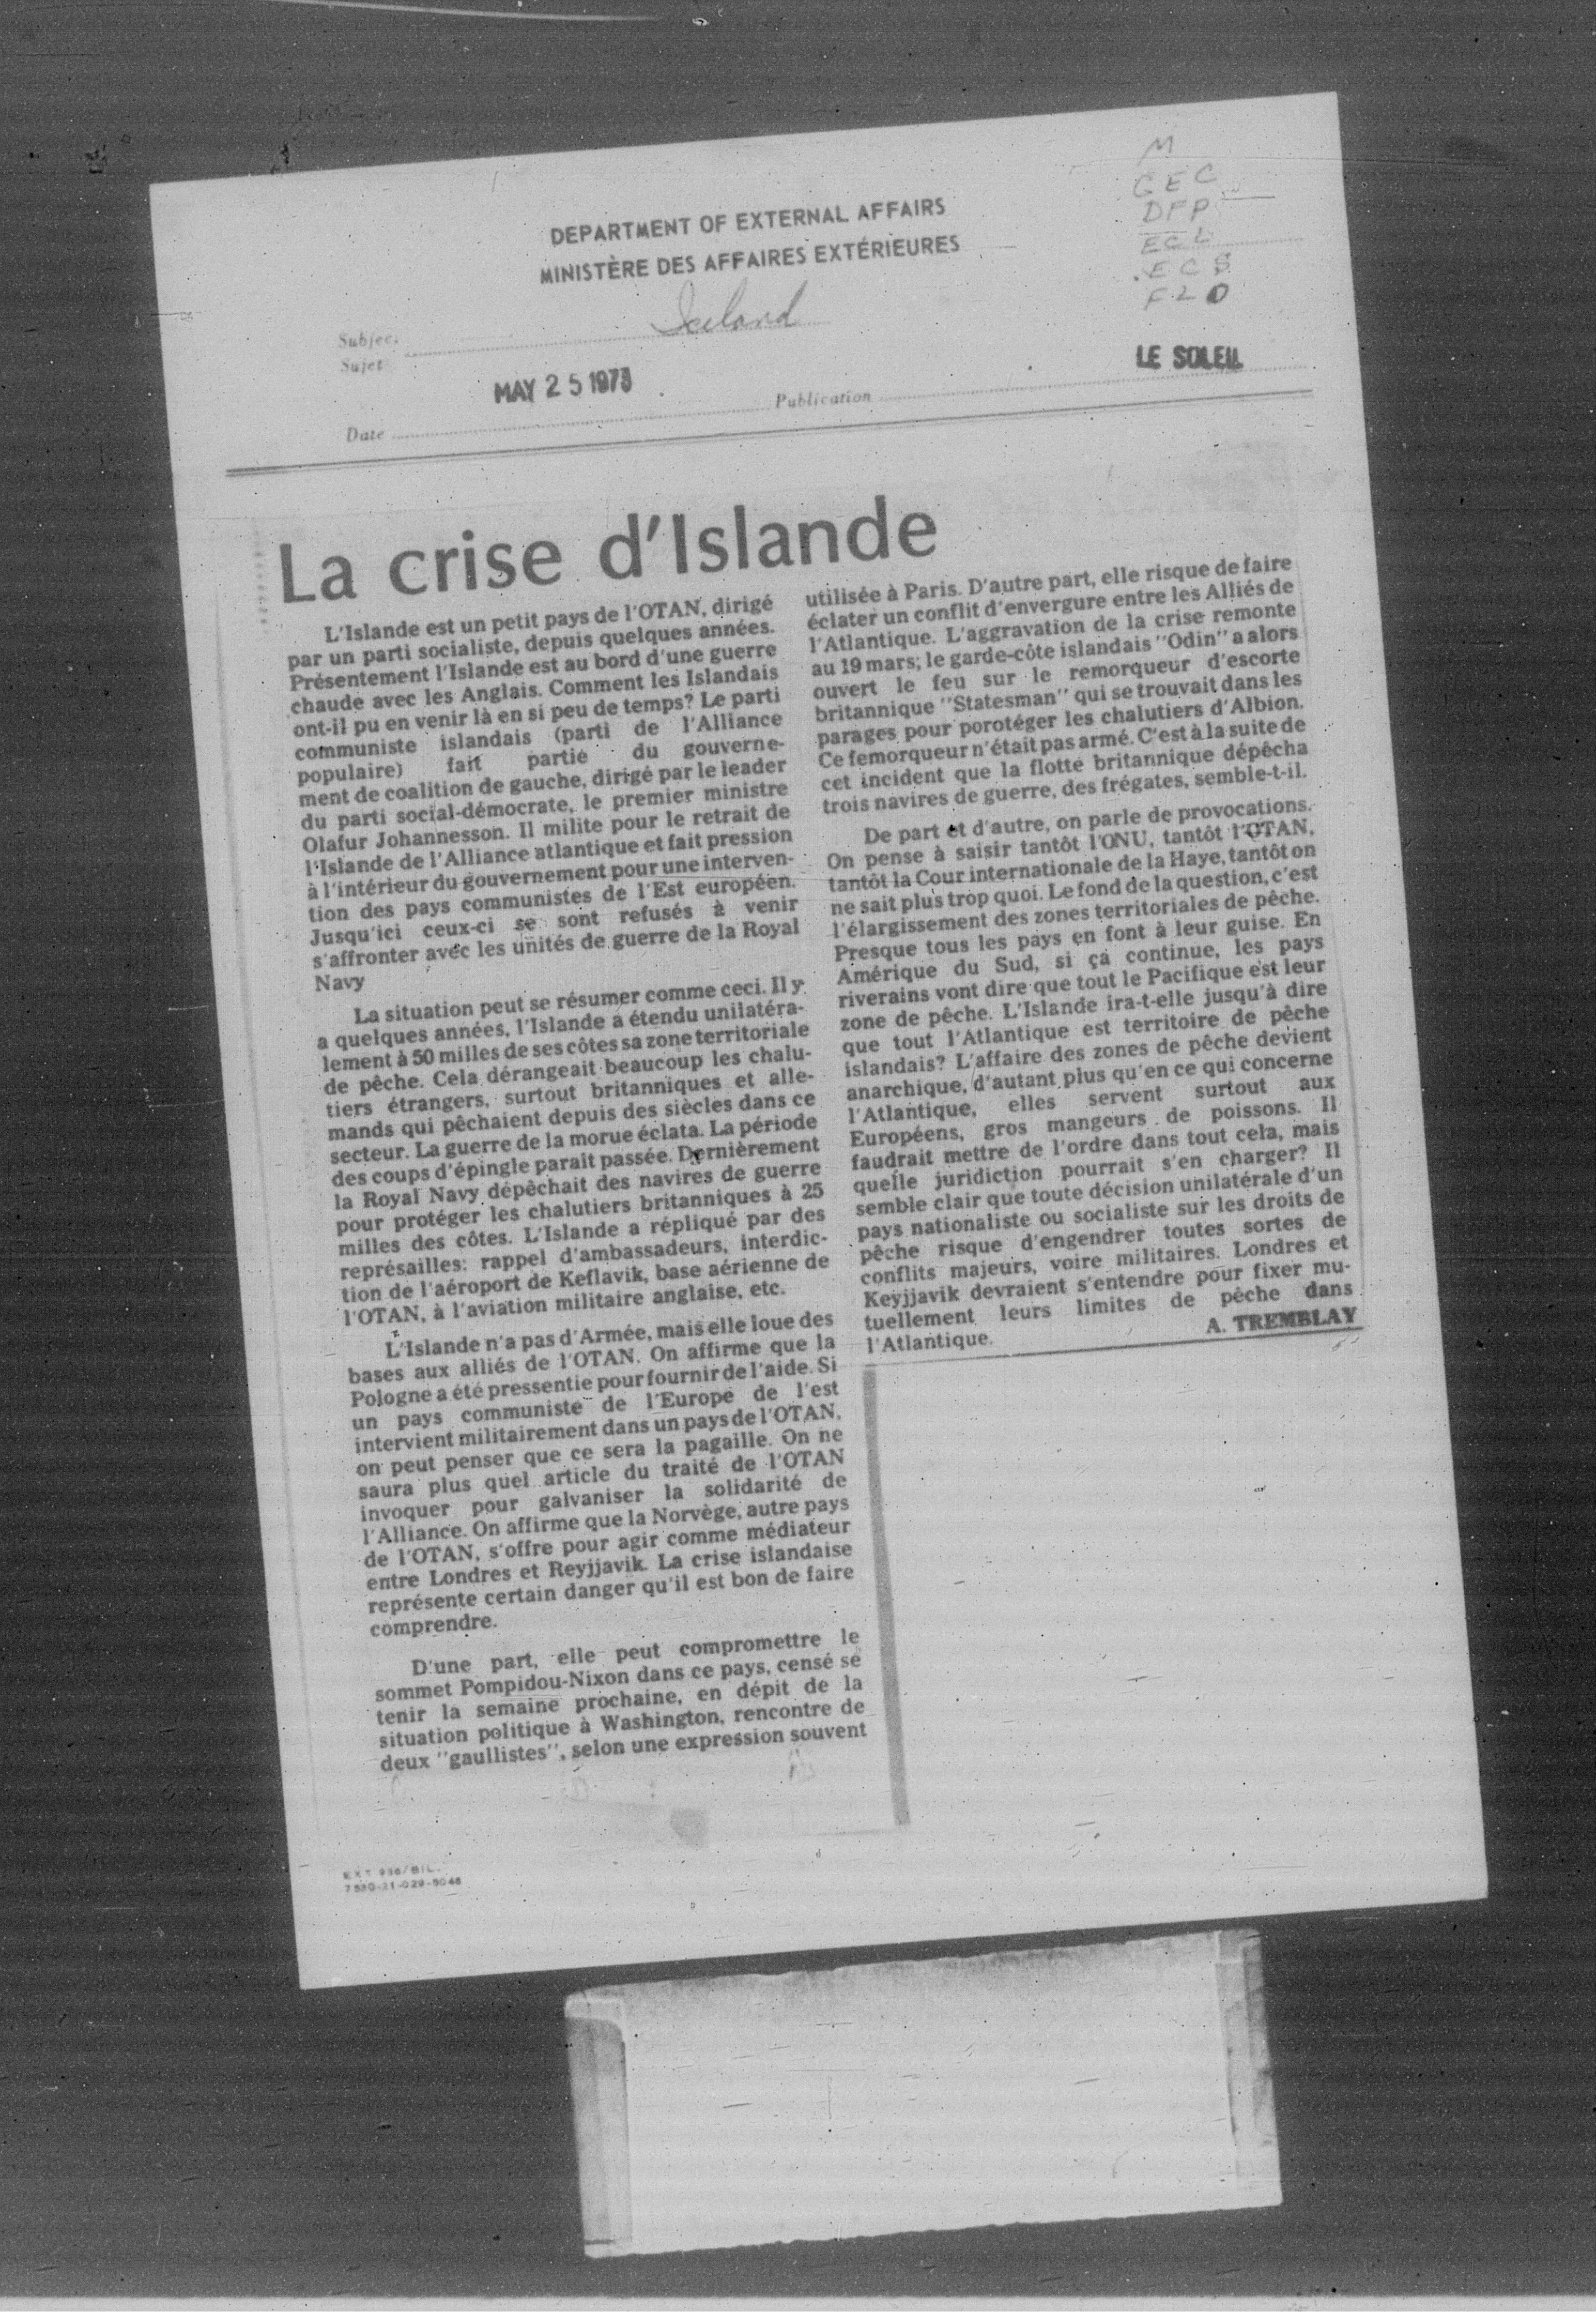 M
GEC
DFP
ECL
ECS
FLO
DEPARTMENT OF EXTERNAL AFFAIRS
MINISTÈRE DES AFFAIRES EXTÉRIEURES
Subjec.
Sujet
Iceland
LE SOLEIL
MAY 25 1973
Publication
Date
La crise d'Islande
L'Islande est un petit pays de l'OTAN, dirigé
par un parti socialiste, depuis quelques années.
Présentement l'Islande est au bord d'une guerre
chaude avec les Anglais. Comment les Islandais
ont-il pu en venir là en si peu de temps? Le parti
communiste islandais (parti de l'Alliance
populaire) fait partie du gouverne-
ment de coalition de gauche, dirigé par le leader
du parti social-démocrate, le premier ministre
Olafur Johannesson. Il milite pour le retrait de
l'Islande de l'Alliance atlantique et fait pression
à l'intérieur du gouvernement pour une interven-
tion des pays communistes de l'Est européen.
Jusqu'ici ceux-ci se sont refusés à venir
s'affronter avec les unités de guerre de la Royal
Navy
La situation peut se résumer comme ceci. Il y
a quelques années, l'Islande a étendu unilatéra-
lement à 50 milles de ses côtes sa zone territoriale
de pêche. Cela dérangeait beaucoup les chalu-
tiers étrangers, surtout britanniques et alle-
mands qui pêchaient depuis des siècles dans ce
secteur. La guerre de la morue éclata. La période
des coups d'épingle paraît passée. Dernièrement
la Royal Navy dépêchait des navires de guerre
pour protéger les chalutiers britanniques à 25
milles des côtes. L'Islande a répliqué par des
représailles: rappel d'ambassadeurs, interdic-
tion de l'aéroport de Keflavik, base aérienne de
l'OTAN, à l'aviation militaire anglaise, etc.
L'Islande n'a pas d'Armée, mais elle loue des
bases aux alliés de l'OTAN. On affirme que la
Pologne a été pressentie pour fournir de l'aide. Si
un pays communiste de l'Europe de l'est
intervient militairement dans un pays de l'OTAN,
on peut penser que ce sera la pagaille. On ne
saura plus quel article du traité de l'OTAN
invoquer pour galvaniser la solidarité de
l'Alliance. On affirme que la Norvège, autre pays
de l'OTAN, s'offre pour agir comme médiateur
entre Londres et Reyjjavik. La crise islandaise
représente certain danger qu'il est bon de faire
comprendre.
D'une part, elle peut compromettre le
sommet Pompidou-Nixon dans ce pays, censé se
tenir la semaine prochaine, en dépit de la
situation politique à Washington, rencontre de
deux "gaullistes", selon une expression souvent
utilisée à Paris. D'autre part, elle risque de faire
éclater un conflit d'envergure entre les Alliés de
l'Atlantique. L'aggravation de la crise remonte
au 19 mars; le garde-côte islandais "Odin" a alors
ouvert le feu sur le remorqueur d'escorte
britannique "Statesman" qui se trouvait dans les
parages pour porotéger les chalutiers d'Albion.
Ce femorqueur n'était pas armé. C'est à la suite de
cet incident que la flotte britannique dépêcha
trois navires de guerre, des frégates, semble-t-il.
De part et d'autre, on parle de provocations.
On pense à saisir tantôt l'ONU, tantôt l'OTAN,
tantôt la Cour internationale de la Haye, tantôt on
ne sait plus trop quoi. Le fond de la question, c'est
l'élargissement des zones territoriales de pêche.
Presque tous les pays en font à leur guise. En
Amérique du Sud, si ça continue, les pays
riverains vont dire que tout le Pacifique est leur
zone de pêche. L'Islande ira-t-elle jusqu'à dire
que tout l'Atlantique est territoire de pêche
islandais? L'affaire des zones de pêche devient
anarchique, d'autant plus qu'en ce qui concerne
l'Atlantique, elles servent surtout aux
Européens, gros mangeurs de poissons. Il
faudrait mettre de l'ordre dans tout cela, mais
quelle juridiction pourrait s'en charger? Il
semble clair que toute décision unilatérale d'un
pays nationaliste ou socialiste sur les droits de
pêche risque d'engendrer toutes sortes de
conflits majeurs, voire militaires. Londres et
Keyjjavik devraient s'entendre pour fixer mu-
tuellement leurs limites de pêche dans
l'Atlantique.
A. TREMBLAY
EXT 936/BIL.
7530-21-029-5046